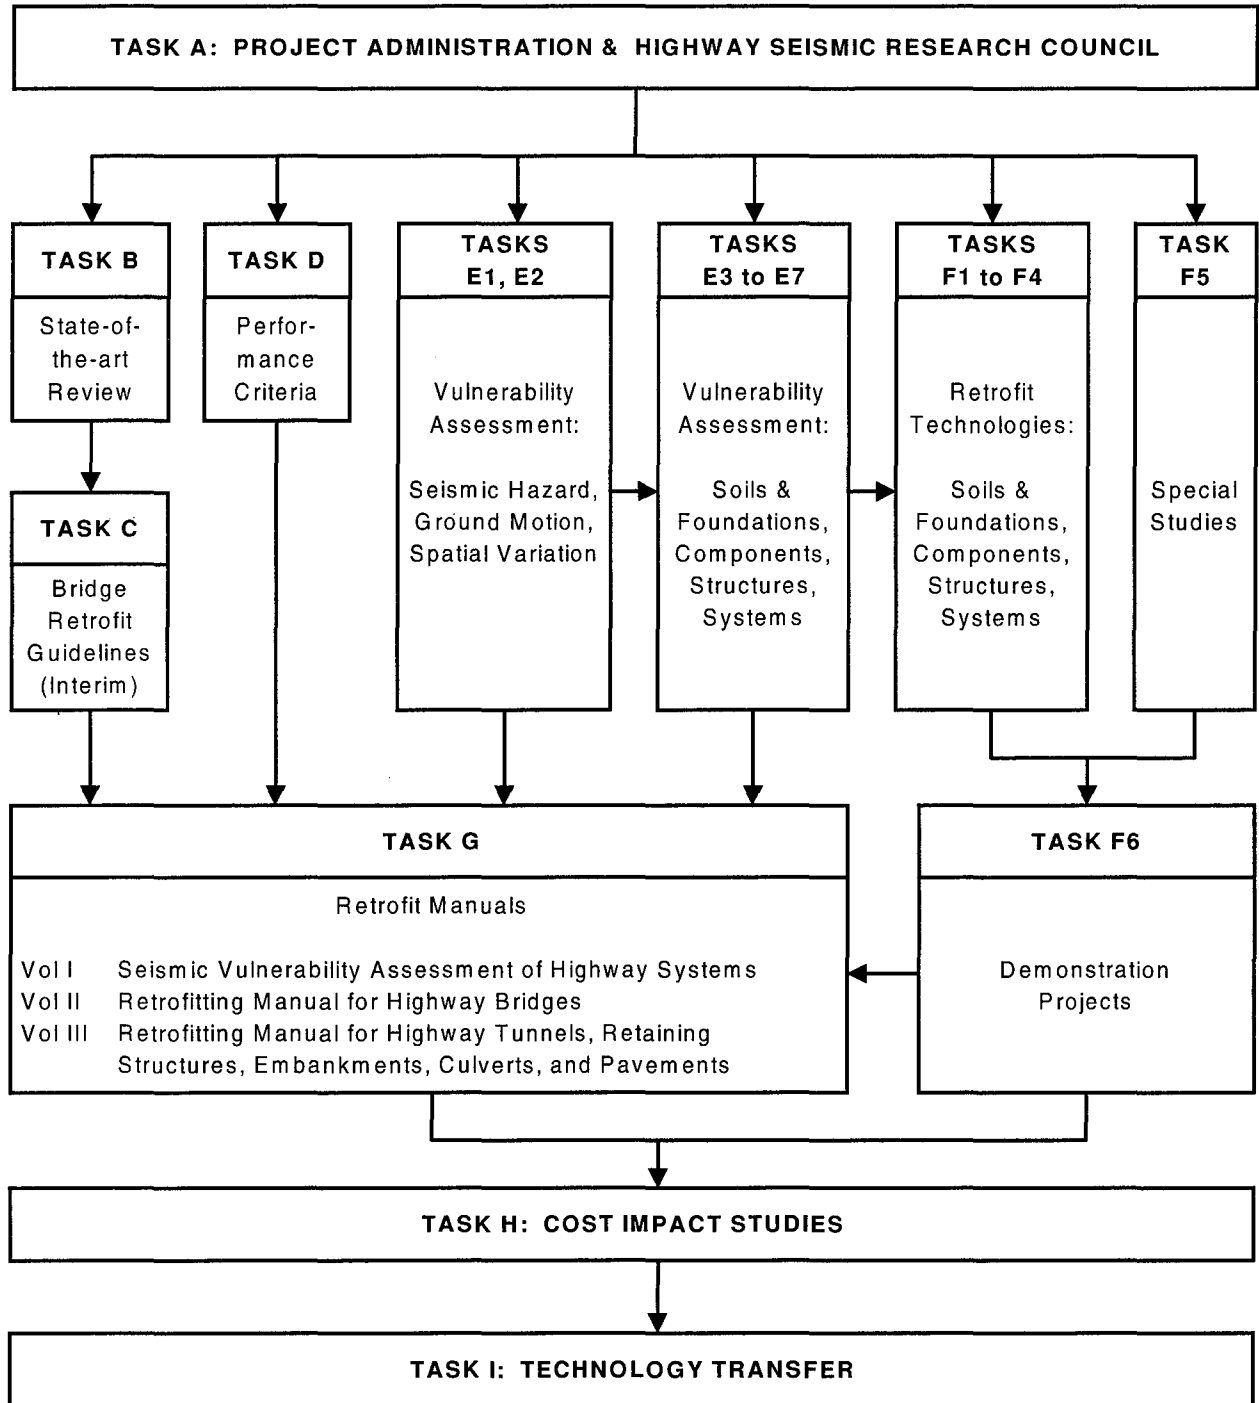 TASK A: PROJECT ADMINISTRATION & HIGHWAY SEISMIC RESEARCH COUNCIL
TASK B
State-of-
the-art
Review
TASK C
Bridge
Retrofit
Guidelines
(Interim)
TASK D
Perfor-
mance
Criteria
TASKS
E1, E2
Vulnerability
Assessment:
Seismic Hazard,
Ground Motion,
Spatial Variation
TASKS
E3 to E7
Vulnerability
Assessment:
Soils &
Foundations,
Components,
Structures,
Systems
TASKS
F1 to F4
Retrofit
Technologies:
Soils &
Foundations,
Components,
Structures,
Systems
TASK
F5
Special
Studies
TASK G
Retrofit Manuals
Vol I Seismic Vulnerability Assessment of Highway Systems
Vol II Retrofitting Manual for Highway Bridges
Vol III Retrofitting Manual for Highway Tunnels, Retaining
Structures, Embankments, Culverts, and Pavements
TASK F6
Demonstration
Projects
TASK H: COST IMPACT STUDIES
TASK I: TECHNOLOGY TRANSFER